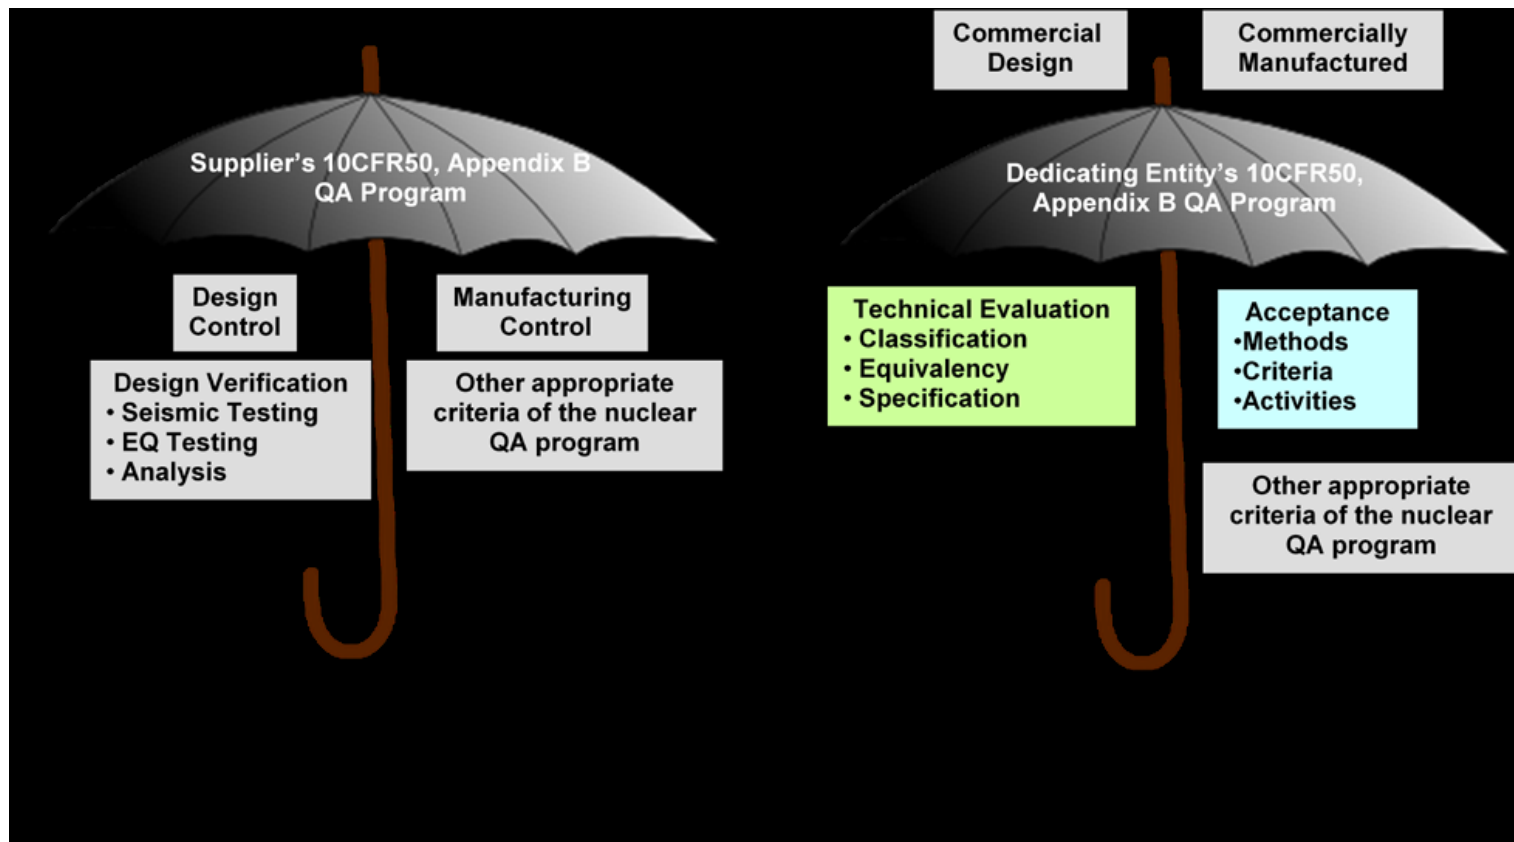 Supplier's 10CFR50, Appendix B
QA Program
Design
Control
Manufacturing
Control
Design Verification
• Seismic Testing
• EQ Testing
• Analysis
Other appropriate
criteria of the nuclear
QA program
Commercial
Design
Commercially
Manufactured
Dedicating Entity's 10CFR50,
Appendix B QA Program
Technical Evaluation
• Classification
• Equivalency
• Specification
Acceptance
•Methods
•Criteria
•Activities
Other appropriate
criteria of the nuclear
QA program